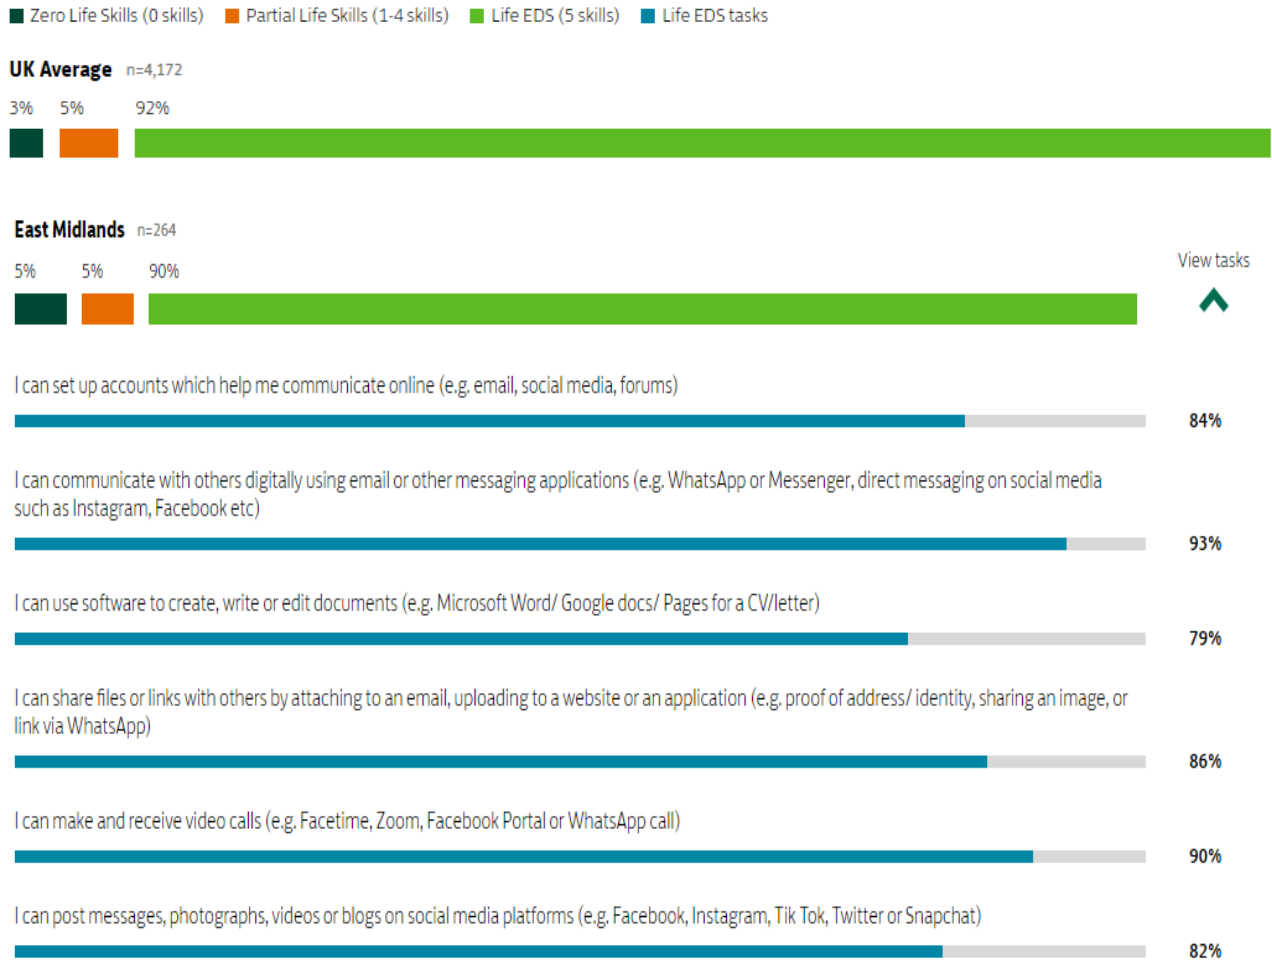 Zero Life Skills (0 skills) Partial Life Skills (1-4 skills) Life EDS (5 skills) Life EDS tasks
UK Average n=4,172
3% 5% 92%
East Midlands n=264
5% 5% 90%
View tasks
I can set up accounts which help me communicate online (e.g. email, social media, forums)
84%
I can communicate with others digitally using email or other messaging applications (e.g. WhatsApp or Messenger, direct messaging on social media
such as Instagram, Facebook etc)
93%
I can use software to create, write or edit documents (e.g. Microsoft Word/ Google docs/ Pages for a CV/letter)
79%
I can share files or links with others by attaching to an email, uploading to a website or an application (e.g. proof of address/ identity, sharing an image, or
link via WhatsApp)
86%
I can make and receive video calls (e.g. Facetime, Zoom, Facebook Portal or WhatsApp call)
90%
I can post messages, photographs, videos or blogs on social media platforms (e.g. Facebook, Instagram, Tik Tok, Twitter or Snapchat)
82%